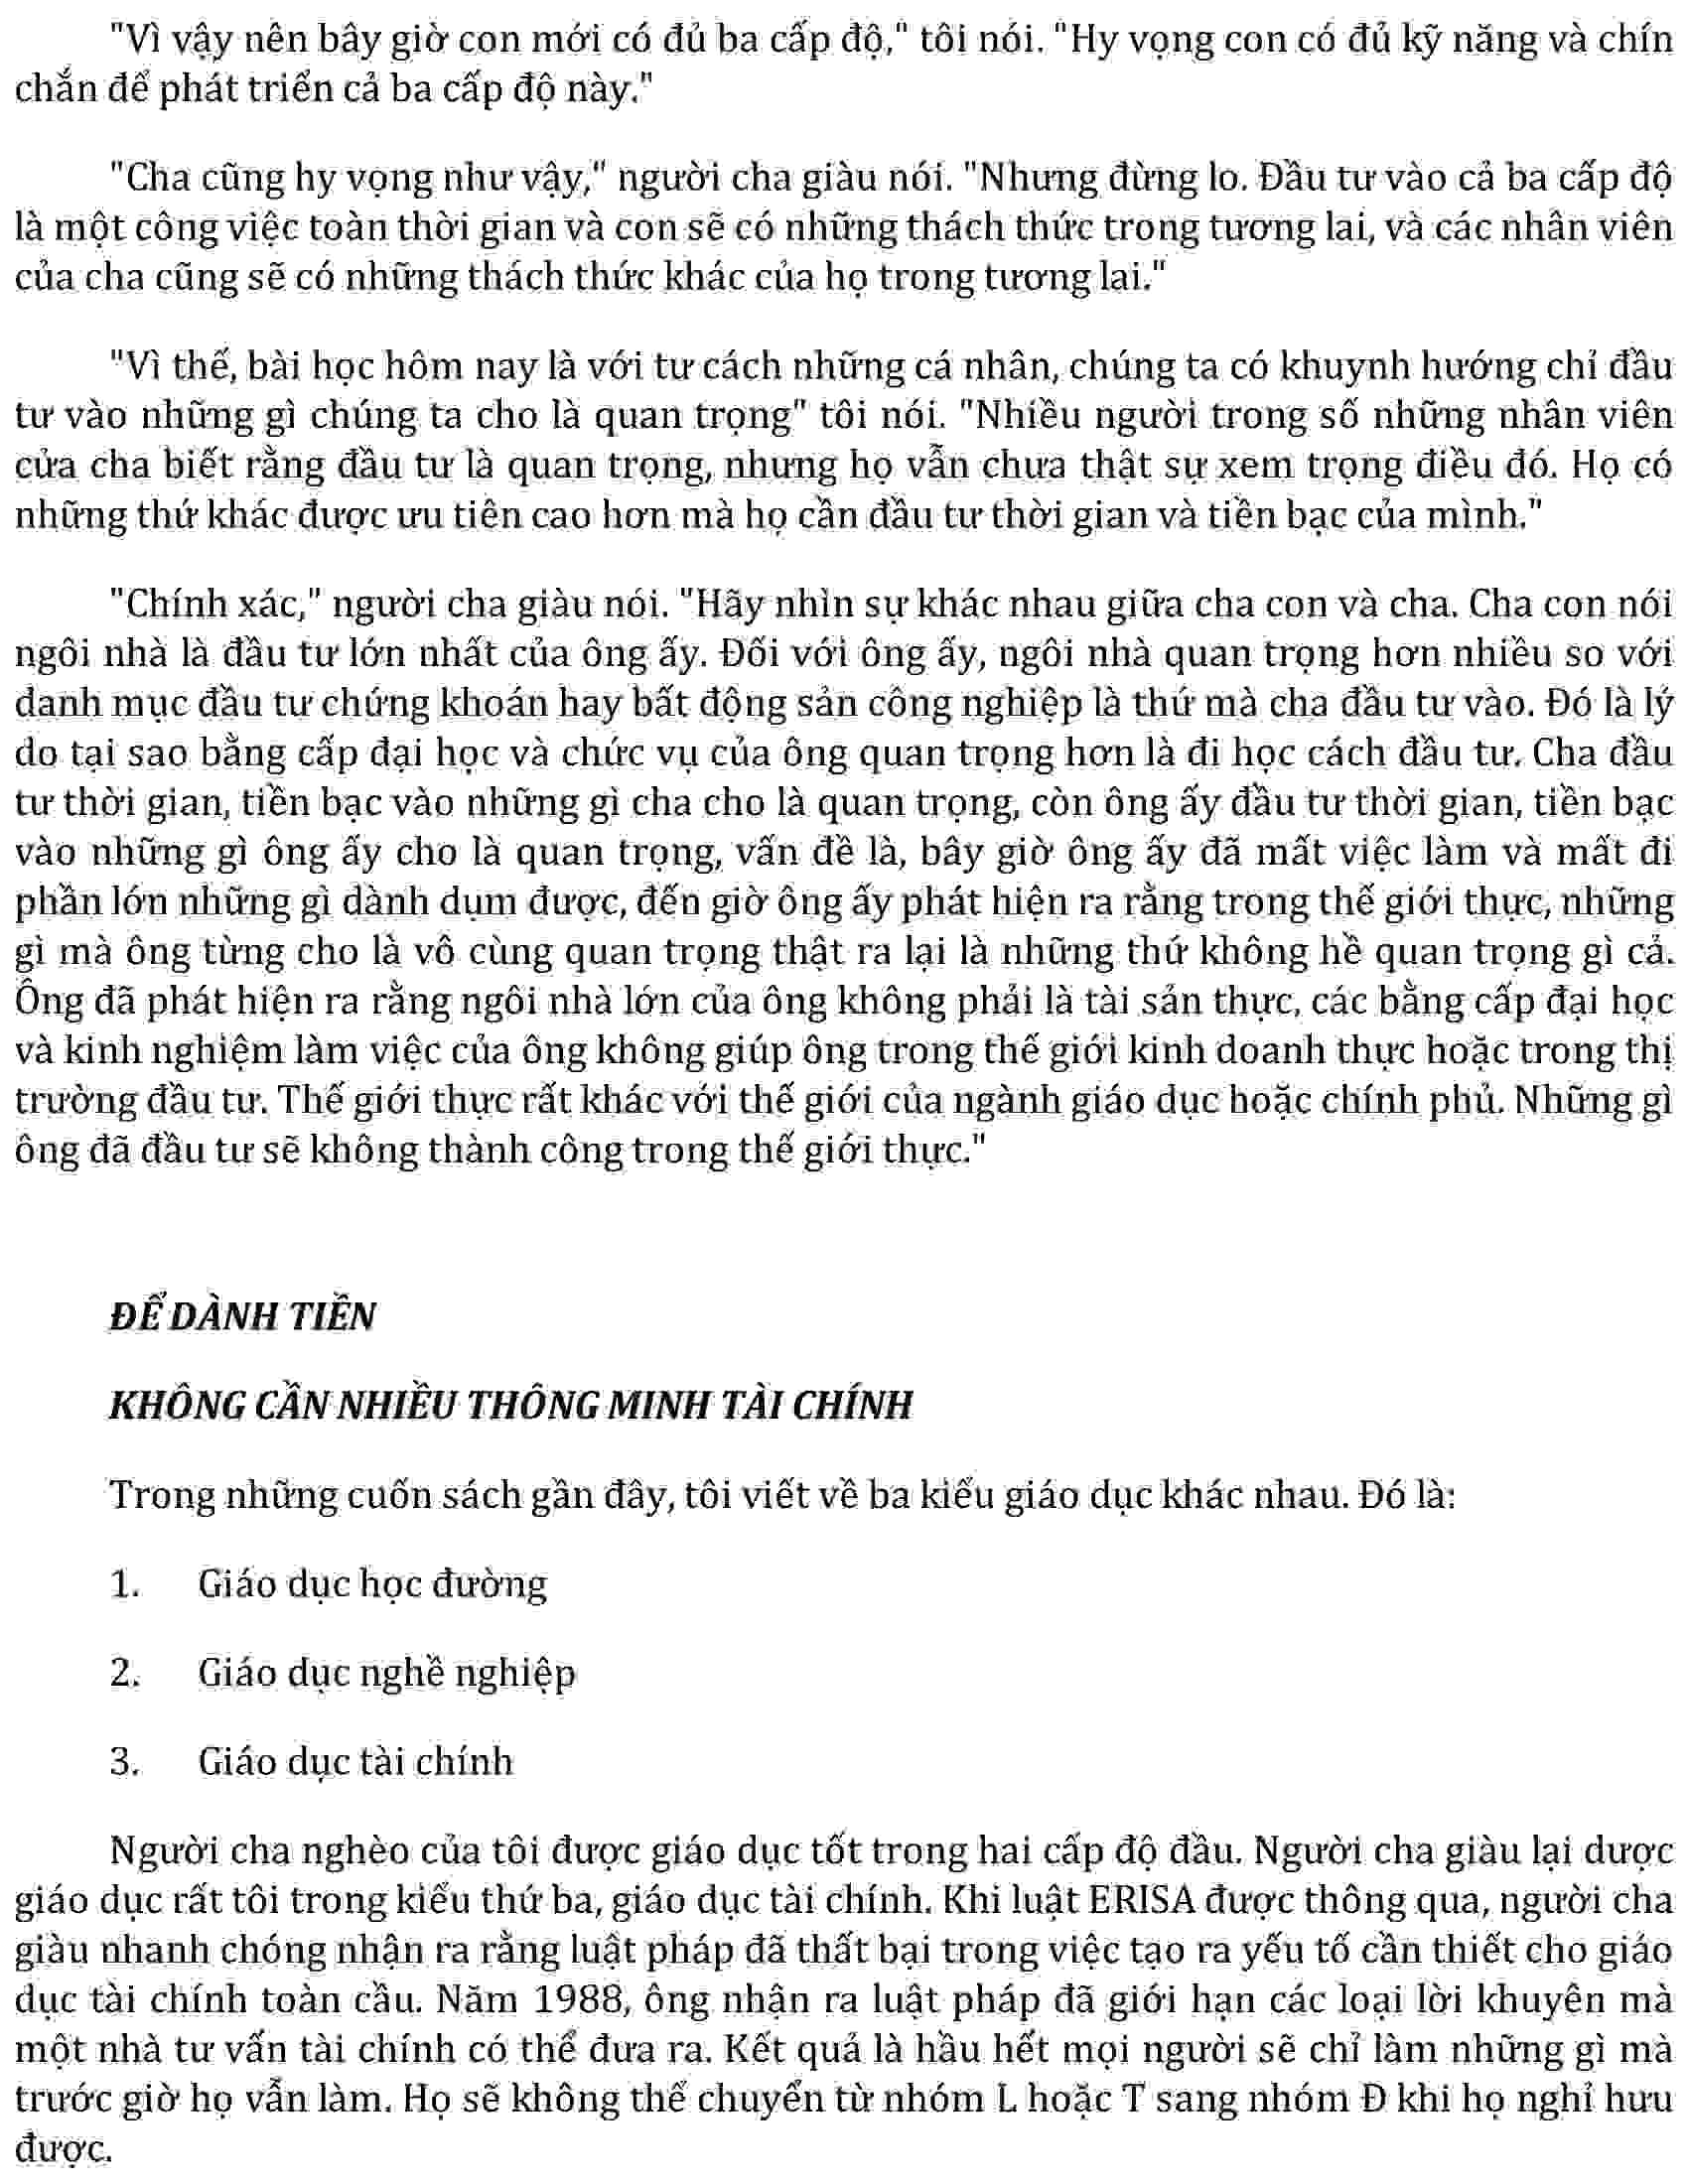 "Vì vậy nên bây giờ con mới có đủ ba cấp độ," tôi nói. "Hy vọng con có đủ kỹ năng và chín
chắn để phát triển cả ba cấp độ này."
"Cha cũng hy vọng như vậy," người cha giàu nói. "Nhưng đừng lo. Đầu tư vào cả ba cấp độ
là một công việc toàn thời gian và con sẽ có những thách thức trong tương lai, và các nhân viên
của cha cũng sẽ có những thách thức khác của họ trong tương lai."
"Vì thế, bài học hôm nay là với tư cách những cá nhân, chúng ta có khuynh hướng chỉ đầu
tư vào những gì chúng ta cho là quan trọng" tôi nói. "Nhiều người trong số những nhân viên
cửa cha biết rằng đầu tư là quan trọng, nhưng họ vẫn chưa thật sự xem trọng điều đó. Họ có
những thứ khác được ưu tiên cao hơn mà họ cần đầu tư thời gian và tiền bạc của mình."
"Chính xác," người cha giàu nói. "Hãy nhìn sự khác nhau giữa cha con và cha. Cha con nói
ngôi nhà là đầu tư lớn nhất của ông ấy. Đối với ông ấy, ngôi nhà quan trọng hơn nhiều so với
danh mục đầu tư chứng khoán hay bất động sản công nghiệp là thứ mà cha đầu tư vào. Đó là lý
do tại sao bằng cấp đại học và chức vụ của ông quan trọng hơn là đi học cách đầu tư. Cha đầu
tư thời gian, tiền bạc vào những gì cha cho là quan trọng, còn ông ấy đầu tư thời gian, tiền bạc
vào những gì ông ấy cho là quan trọng, vấn đề là, bây giờ ông ấy đã mất việc làm và mất đi
phần lớn những gì dành dụm được, đến giờ ông ấy phát hiện ra rằng trong thế giới thực, những
gì mà ông từng cho là vô cùng quan trọng thật ra lại là những thứ không hề quan trọng gì cả.
Ông đã phát hiện ra rằng ngôi nhà lớn của ông không phải là tài sản thực, các bằng cấp đại học
và kinh nghiệm làm việc của ông không giúp ông trong thế giới kinh doanh thực hoặc trong thị
trường đầu tư. Thế giới thực rất khác với thế giới của ngành giáo dục hoặc chính phủ. Những gì
ông đã đầu tư sẽ không thành công trong thế giới thực."
ĐỂ DÀNH TIỀN
KHÔNG CẦN NHIỀU THÔNG MINH TÀI CHÍNH
Trong những cuốn sách gần đây, tôi viết về ba kiểu giáo dục khác nhau. Đó là:
1. Giáo dục học đường
2. Giáo dục nghề nghiệp
3. Giáo dục tài chính
Người cha nghèo của tôi được giáo dục tốt trong hai cấp độ đầu. Người cha giàu lại dược
giáo dục rất tôi trong kiểu thứ ba, giáo dục tài chính. Khi luật ERISA được thông qua, người cha
giàu nhanh chóng nhận ra rằng luật pháp đã thất bại trong việc tạo ra yếu tố cần thiết cho giáo
dục tài chính toàn cầu. Năm 1988, ông nhận ra luật pháp đã giới hạn các loại lời khuyên mà
một nhà tư vấn tài chính có thể đưa ra. Kết quả là hầu hết mọi người sẽ chỉ làm những gì mà
trước giờ họ vẫn làm. Họ sẽ không thể chuyển từ nhóm L hoặc T sang nhóm Đ khi họ nghỉ hưu
được.